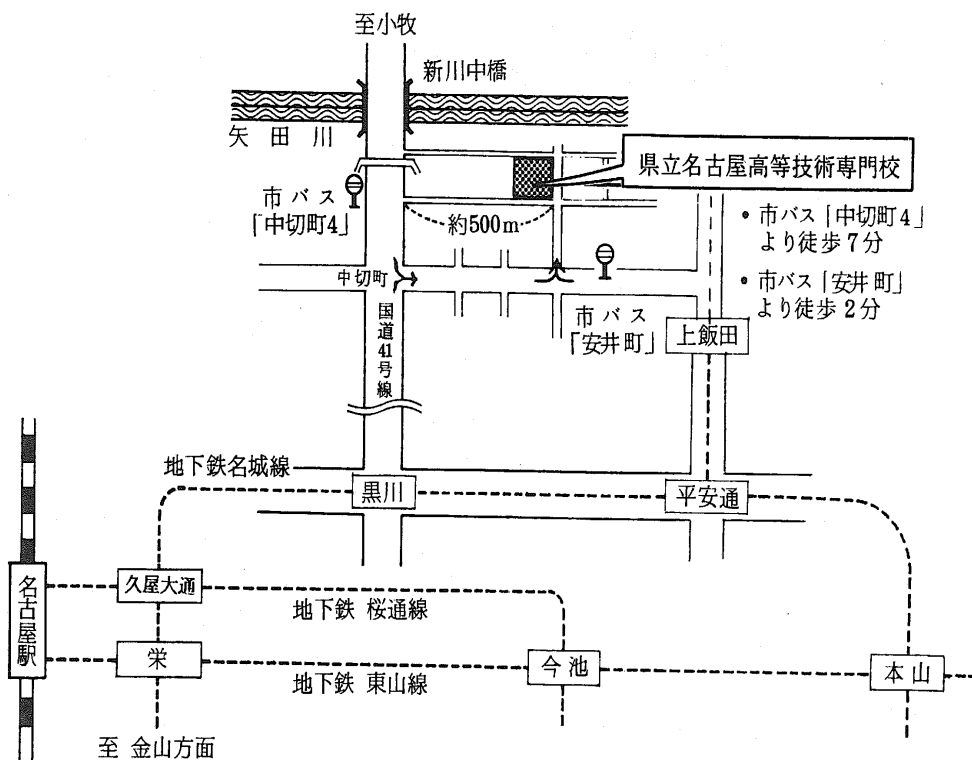 至小牧
新川中橋
矢田川
県立名古屋高等技術専門校
市バス
「中切町4」
約500m
・市バス「中切町4」
より徒歩7分
・市バス「安井町」
より徒歩2分
中切町
市バス
「安井町」
上飯田
国道41号線
地下鉄名城線
黒川
平安通
名古屋駅
久屋大通
地下鉄 桜通線
栄
今池
本山
地下鉄 東山線
至 金山方面